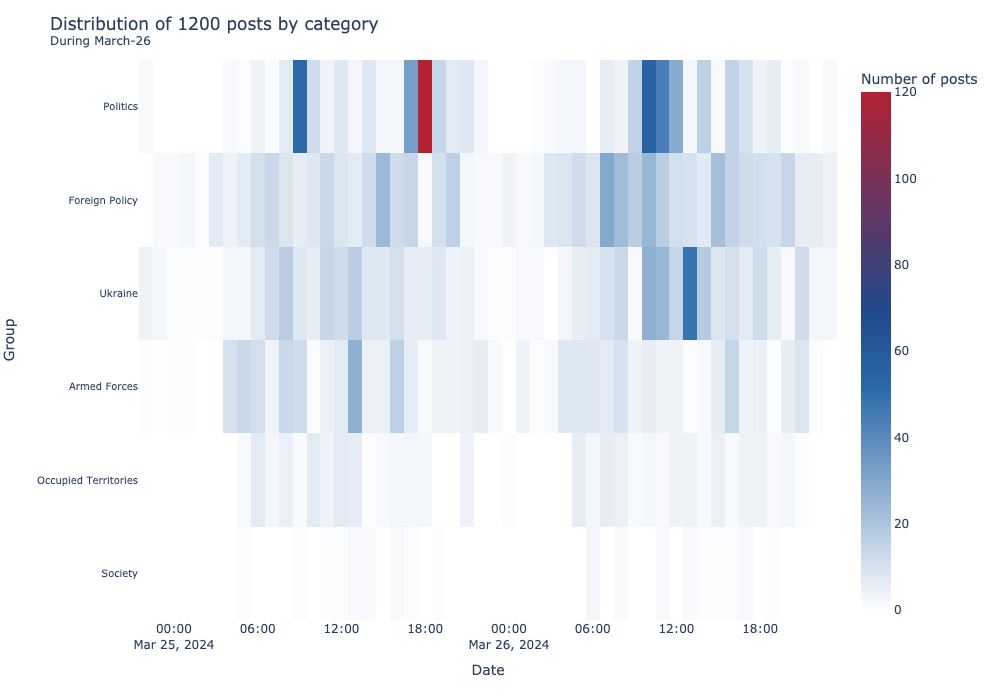 Distribution of 1200 posts by category
During March-26
Number of posts
120
100
80
60
40
20
0
Group
Politics
Foreign Policy
Ukraine
Armed Forces
Occupied Territories
Society
00:00 06:00 12:00 18:00 00:00 06:00 12:00 18:00
Mar 25, 2024 Mar 26, 2024
Date